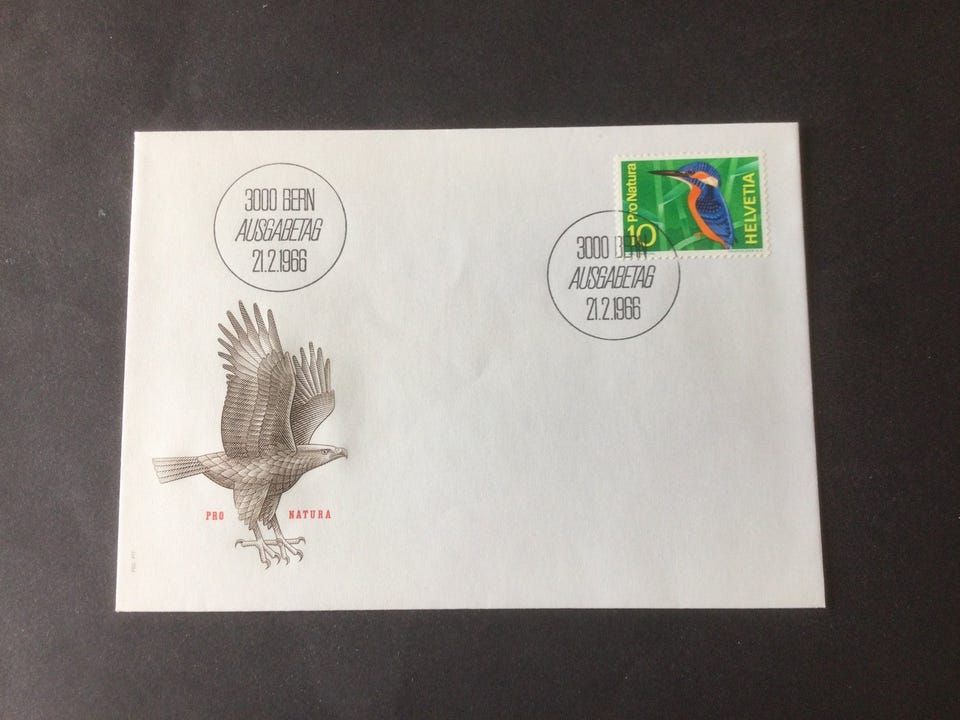 3000 BERN
AUSGABETAG
21.2.1966
Pro Natura
10
HELVETIA
3000 BERN
AUSGABETAG
21.2.1966
PRO NATURA